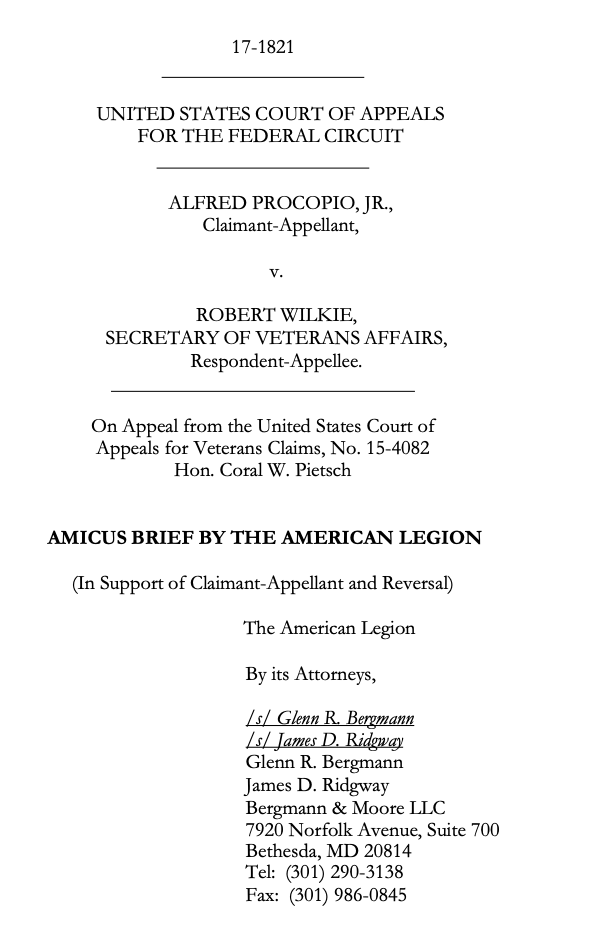 17-1821
UNITED STATES COURT OF APPEALS
FOR THE FEDERAL CIRCUIT
ALFRED PROCOPIO, JR.,
Claimant-Appellant,
v.
ROBERT WILKIE,
SECRETARY OF VETERANS AFFAIRS,
Respondent-Appellee.
On Appeal from the United States Court of
Appeals for Veterans Claims, No. 15-4082
Hon. Coral W. Pietsch
AMICUS BRIEF BY THE AMERICAN LEGION
(In Support of Claimant-Appellant and Reversal)
The American Legion
By its Attorneys,
/s/ Glenn R. Bergmann
/s/ James D. Ridgway
Glenn R. Bergmann
James D. Ridgway
Bergmann & Moore LLC
7920 Norfolk Avenue, Suite 700
Bethesda, MD 20814
Tel: (301) 290-3138
Fax: (301) 986-0845